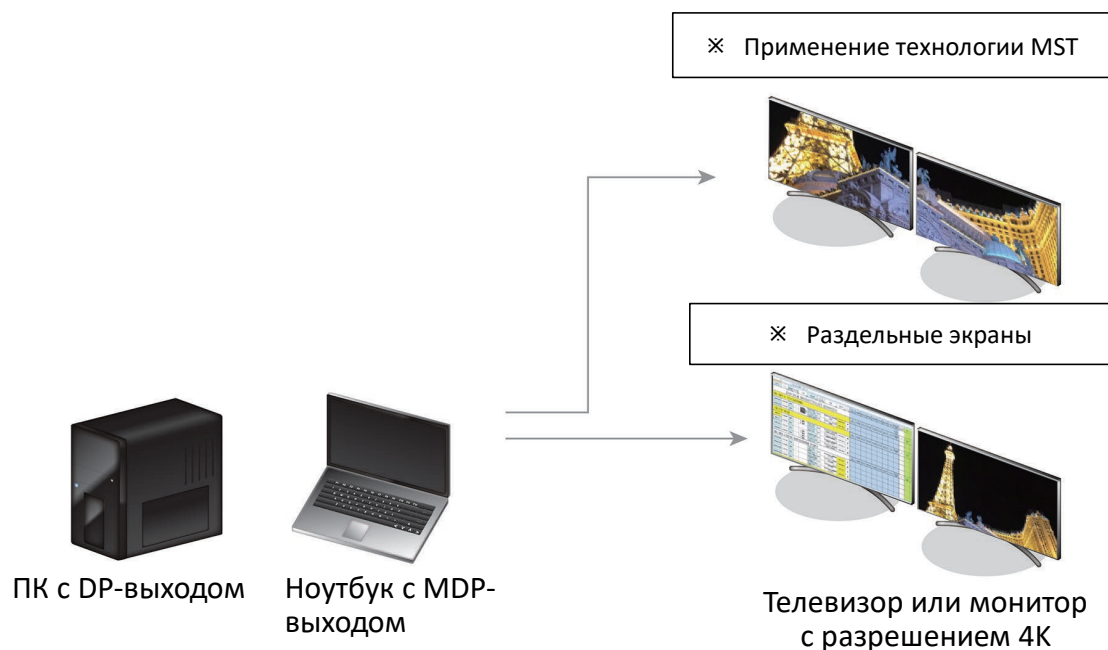 ※ Применение технологии MST
※ Раздельные экраны
ПК с DP-выходом
Ноутбук с MDP-
выходом
Телевизор или монитор
с разрешением 4K